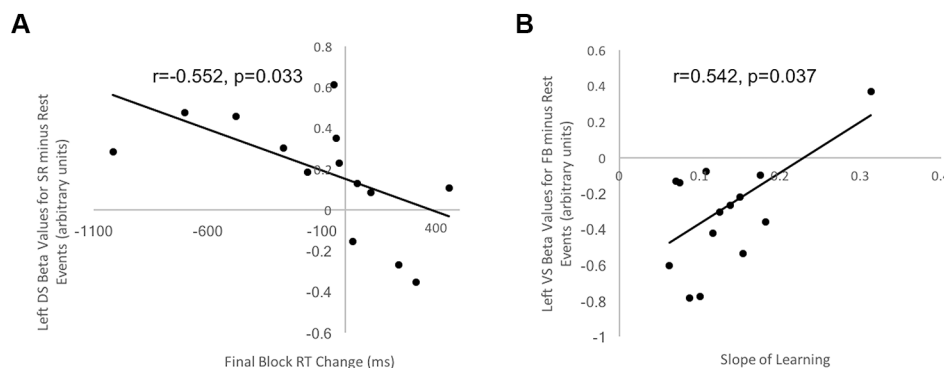 A
r=-0.552, p=0.033
Left DS Beta Values for SR minus Rest
Events (arbitrary units)
0.8
0.6
0.4
0.2
0
-0.2
-0.4
-0.6
-1100
-600
-100
400
Final Block RT Change (ms)
B
r=0.542, p=0.037
Left VS Beta Values for FB minus Rest
Events (arbitrary units)
0.6
0.4
0.2
0
-0.2
-0.4
-0.6
-0.8
-1
0
0.1
0.2
0.3
0.4
Slope of Learning